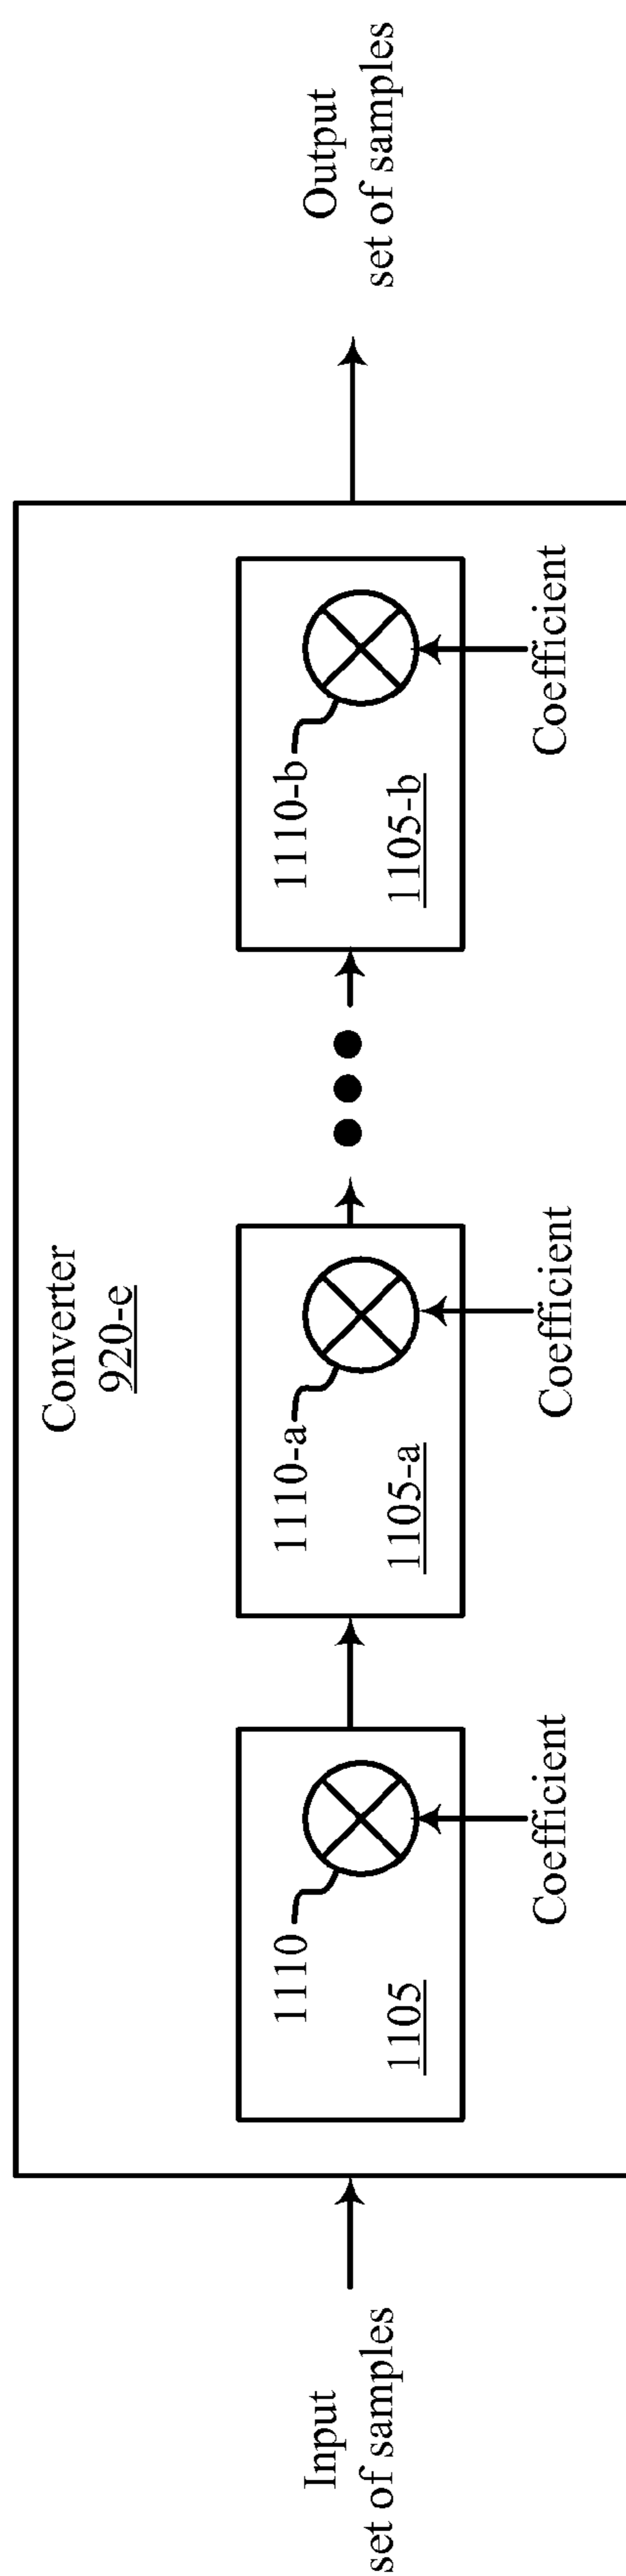 Converter
920-e
Input
set of samples
1110
1105
Coefficient
1110-a
1105-a
Coefficient
1110-b
1105-b
Coefficient
Output
set of samples